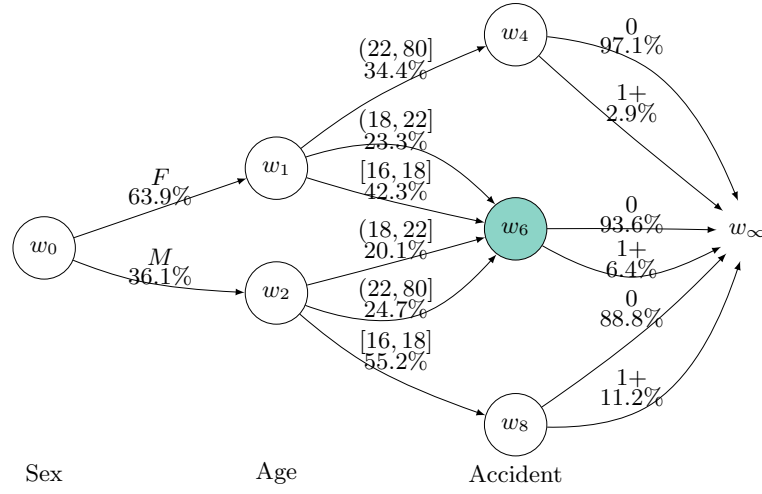 w₀
F
63.9%
M
36.1%
w₁
w₂
(22, 80]
34.4%
(18, 22]
23.3%
[16, 18]
42.3%
(18, 22]
20.1%
(22, 80]
24.7%
[16, 18]
55.2%
w₄
w₆
w₈
0
97.1%
1+
2.9%
0
93.6%
1+
6.4%
0
88.8%
1+
11.2%
w∞
Sex
Age
Accident